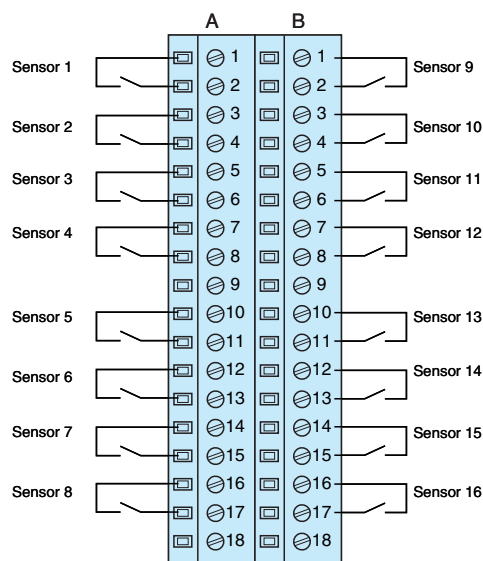 A B
Sensor 1 1 1 Sensor 9
2 2
Sensor 2 3 3 Sensor 10
4 4
Sensor 3 5 5 Sensor 11
6 6
Sensor 4 7 7 Sensor 12
8 8
9 9
Sensor 5 10 10 Sensor 13
11 11
Sensor 6 12 12 Sensor 14
13 13
Sensor 7 14 14 Sensor 15
15 15
Sensor 8 16 16 Sensor 16
17 17
18 18